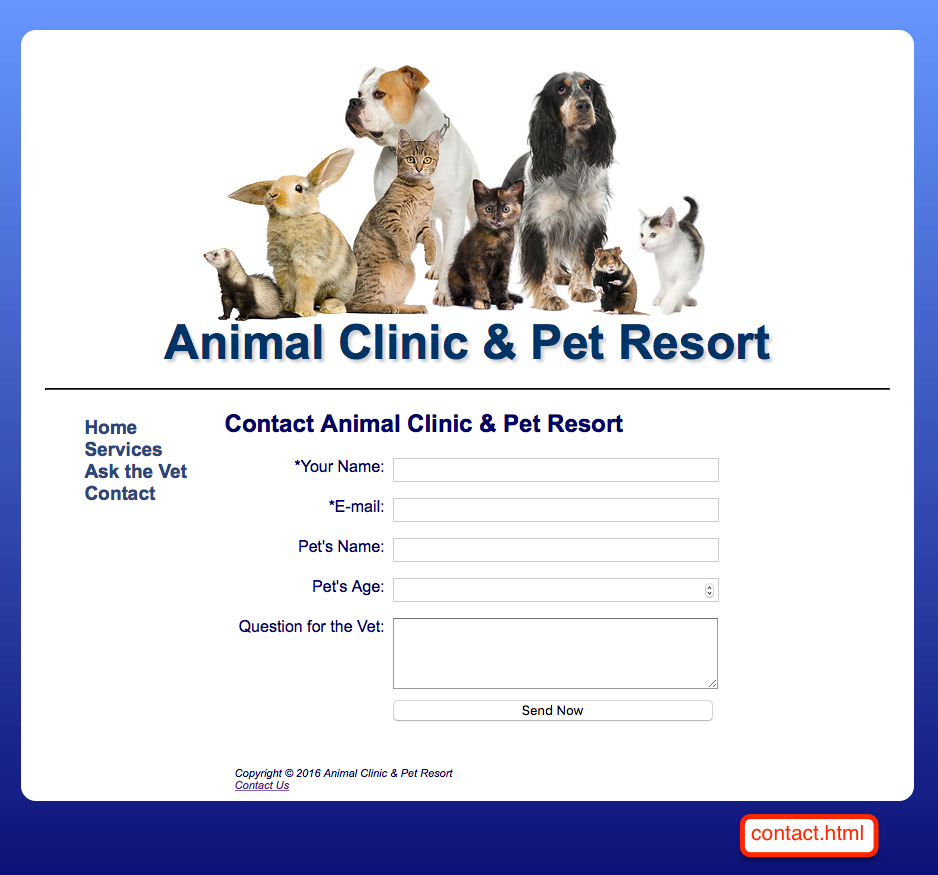 Animal Clinic & Pet Resort
Home
Services
Ask the Vet
Contact
Contact Animal Clinic & Pet Resort
*Your Name:
*E-mail:
Pet's Name:
Pet's Age:
Question for the Vet:
Send Now
Copyright © 2016 Animal Clinic & Pet Resort
Contact Us
contact.html